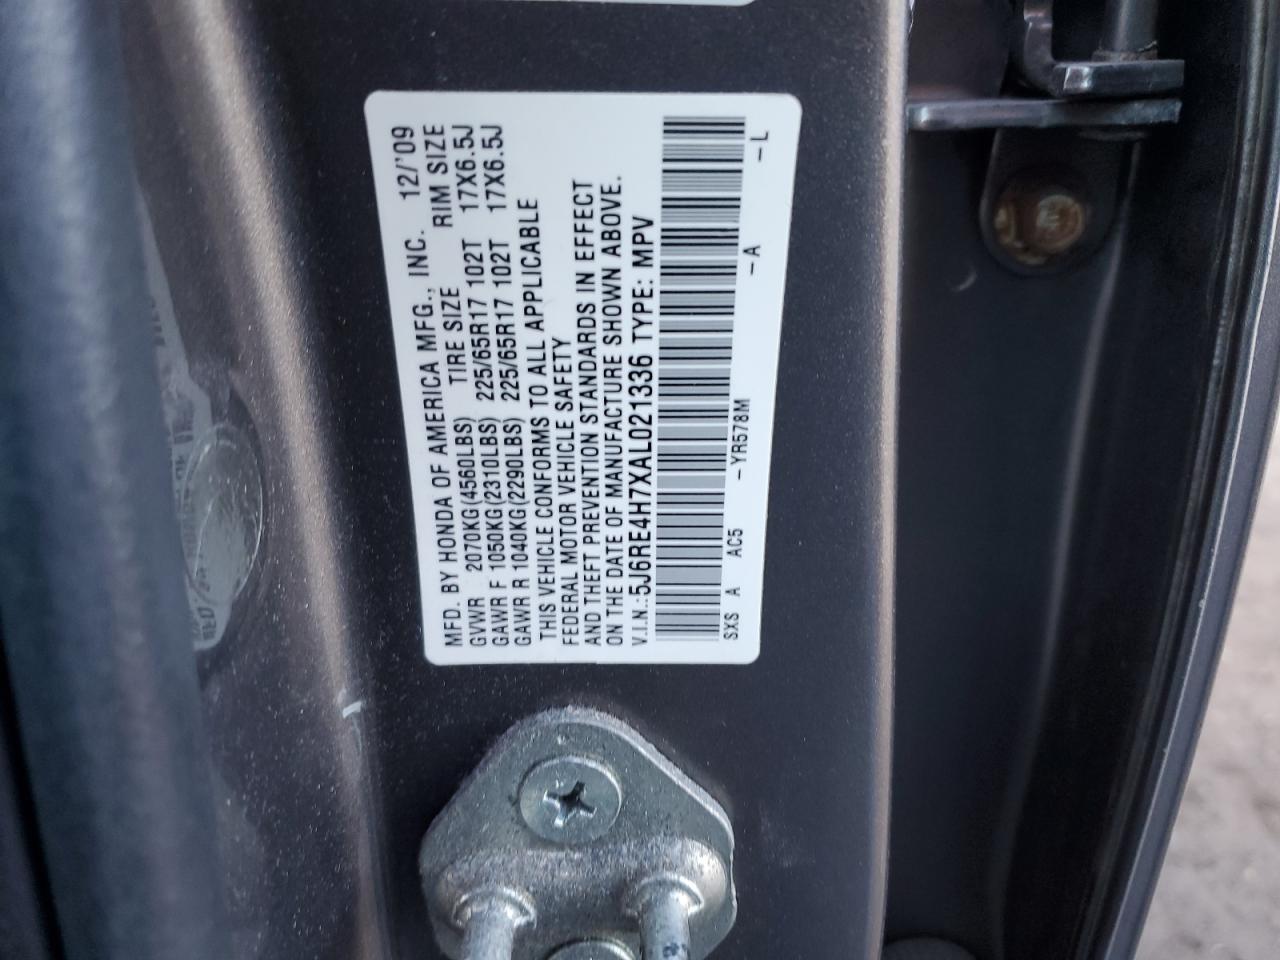 MFD. BY HONDA OF AMERICA MFG., INC. 12/'09
GVWR 2070KG(4560LBS) TIRE SIZE RIM SIZE
GAWR F 1050KG(2310LBS) 225/65R17 102T 17X6.5J
GAWR R 1040KG(2290LBS) 225/65R17 102T 17X6.5J
THIS VEHICLE CONFORMS TO ALL APPLICABLE
FEDERAL MOTOR VEHICLE SAFETY
AND THEFT PREVENTION STANDARDS IN EFFECT
ON THE DATE OF MANUFACTURE SHOWN ABOVE.
V.I.N.:5J6RE4H7XAL021336 TYPE: MPV
SXS A AC5 -YR578M -A -L